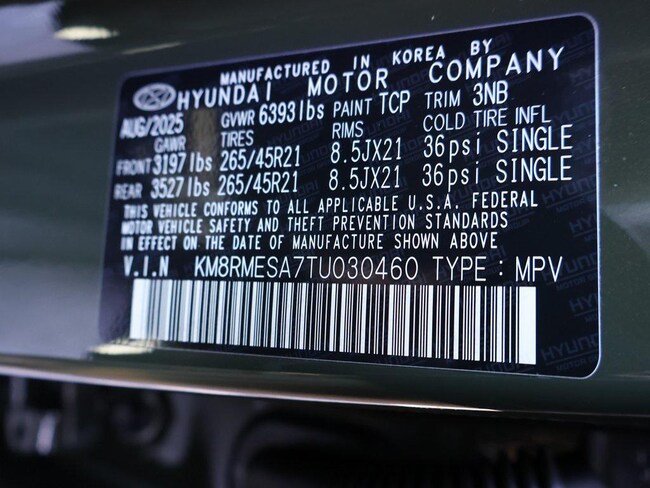 MANUFACTURED IN KOREA BY
HYUNDAI MOTOR COMPANY
AUG/2025 GVWR 6393lbs PAINT TCP TRIM 3NB
GAWR TIRES RIMS COLD TIRE INFL
FRONT 3197lbs 265/45R21 8.5JX21 36psi SINGLE
REAR 3527lbs 265/45R21 8.5JX21 36psi SINGLE
THIS VEHICLE CONFORMS TO ALL APPLICABLE U.S.A. FEDERAL
MOTOR VEHICLE SAFETY AND THEFT PREVENTION STANDARDS
IN EFFECT ON THE DATE OF MANUFACTURE SHOWN ABOVE
V.I.N KM8RMESA7TU030460 TYPE : MPV